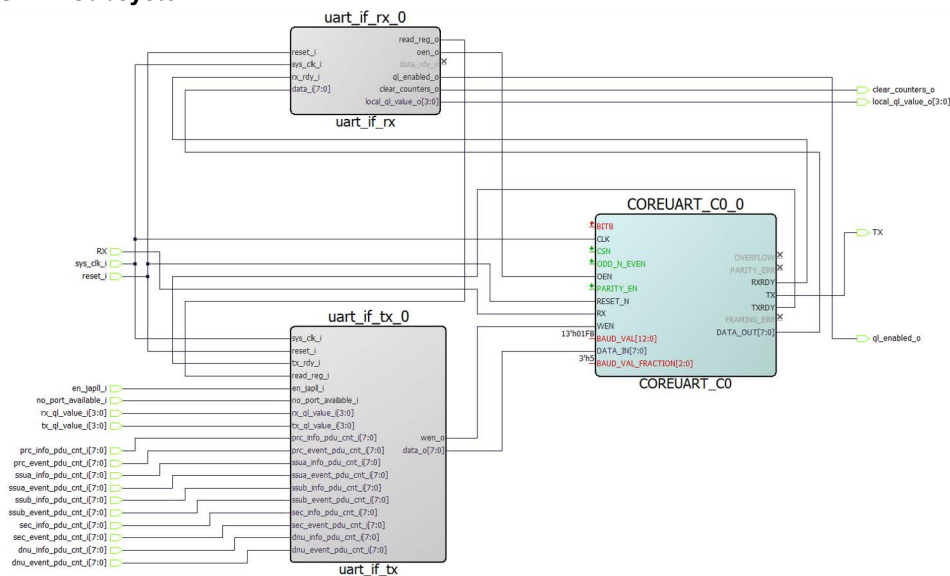 uart_if_rx_0
reset_i
sys_clk_i
rx_rdy_i
data_i[7:0]
read_reg_o
oen_o
data_rdy_o
ql_enabled_o
clear_counters_o
local_ql_value_o[3:0]
uart_if_rx
clear_counters_o
local_ql_value_o[3:0]
RX
sys_clk_i
reset_i
COREUART_C0_0
BIT8
CLK
CSN
ODD_N_EVEN
OEN
PARITY_EN
RESET_N
RX
WEN
13'h01FB
BAUD_VAL[12:0]
DATA_IN[7:0]
3'h5
BAUD_VAL_FRACTION[2:0]
OVERFLOW
PARITY_ERR
RXRDY
TX
TXRDY
FRAMING_ERR
DATA_OUT[7:0]
COREUART_C0
TX
ql_enabled_o
uart_if_tx_0
sys_clk_i
reset_i
tx_rdy_i
read_reg_i
en_japll_i
no_port_available_i
rx_ql_value_i[3:0]
tx_ql_value_i[3:0]
prc_info_pdu_cnt_i[7:0]
prc_event_pdu_cnt_i[7:0]
ssua_info_pdu_cnt_i[7:0]
ssua_event_pdu_cnt_i[7:0]
ssub_info_pdu_cnt_i[7:0]
ssub_event_pdu_cnt_i[7:0]
sec_info_pdu_cnt_i[7:0]
sec_event_pdu_cnt_i[7:0]
dnu_info_pdu_cnt_i[7:0]
dnu_event_pdu_cnt_i[7:0]
wen_o
data_o[7:0]
uart_if_tx
en_japll_i
no_port_available_i
rx_ql_value_i[3:0]
tx_ql_value_i[3:0]
prc_info_pdu_cnt_i[7:0]
prc_event_pdu_cnt_i[7:0]
ssua_info_pdu_cnt_i[7:0]
ssua_event_pdu_cnt_i[7:0]
ssub_info_pdu_cnt_i[7:0]
ssub_event_pdu_cnt_i[7:0]
sec_info_pdu_cnt_i[7:0]
sec_event_pdu_cnt_i[7:0]
dnu_info_pdu_cnt_i[7:0]
dnu_event_pdu_cnt_i[7:0]